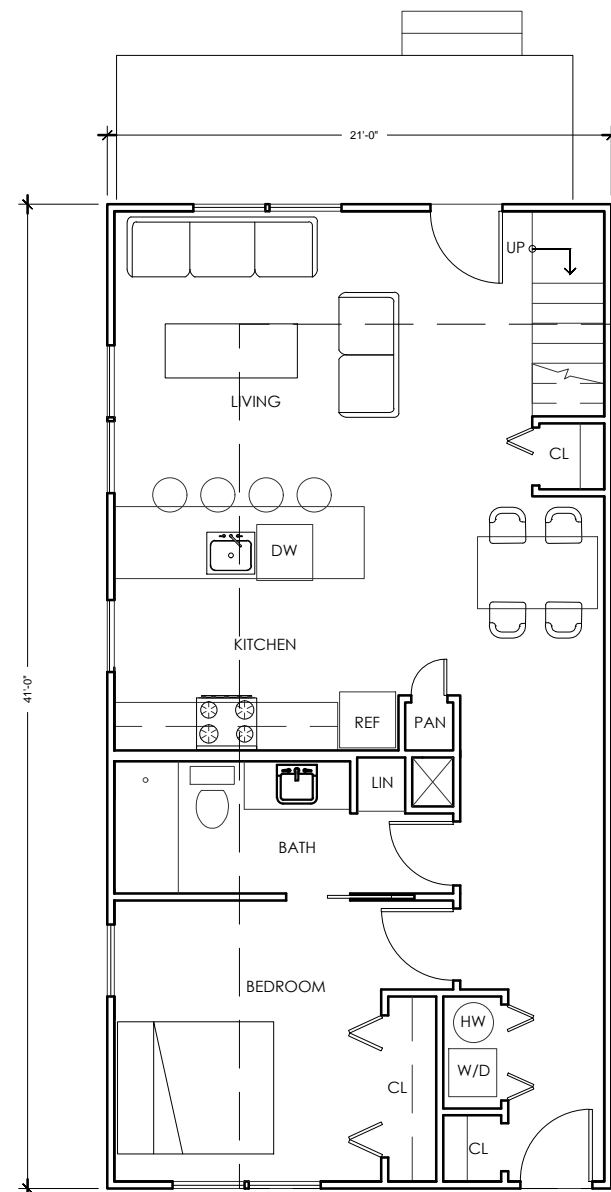 21'-0"
UP
LIVING
CL
DW
41'-0"
KITCHEN
REF
PAN
LIN
BATH
BEDROOM
HW
W/D
CL
CL